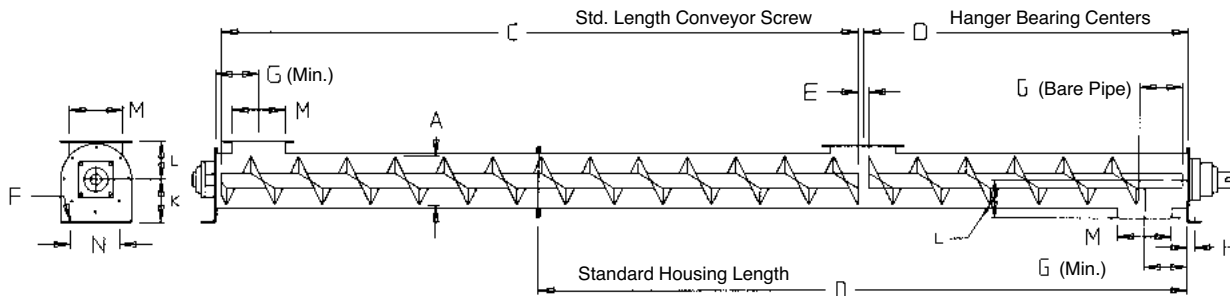 Std. Length Conveyor Screw
Hanger Bearing Centers
C
D
G (Min.)
E
G (Bare Pipe)
M
M
A
L
F
K
L
N
M
H
G (Min.)
Standard Housing Length
D